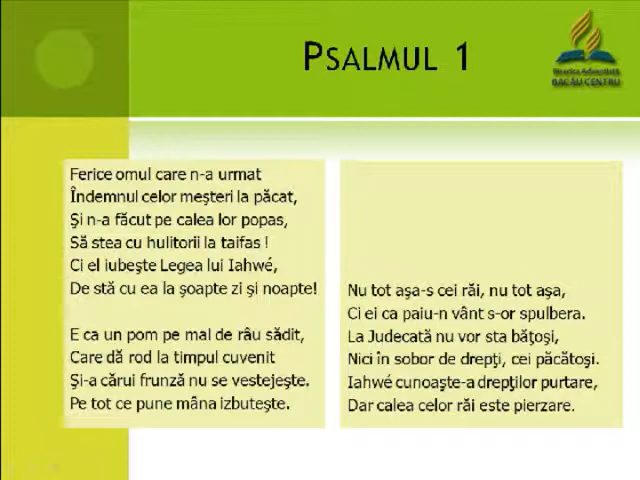 PSALMUL 1
Biserica Adventistă
BACĂU CENTRU
Ferice omul care n-a urmat
Îndemnul celor meşteri la păcat,
Şi n-a făcut pe calea lor popas,
Să stea cu hulitorii la taifas !
Ci el iubeşte Legea lui Iahwé,
De stă cu ea la şoapte zi şi noapte!
E ca un pom pe mal de râu sădit,
Care dă rod la timpul cuvenit
Şi-a cărui frunză nu se vestejeşte.
Pe tot ce pune mâna izbuteşte.
Nu tot aşa-s cei răi, nu tot aşa,
Ci ei ca paiu-n vânt s-or spulbera.
La Judecată nu vor sta băţoşi,
Nici în sobor de drepţi, cei păcătoşi.
Iahwé cunoaşte-a drepţilor purtare,
Dar calea celor răi este pierzare.